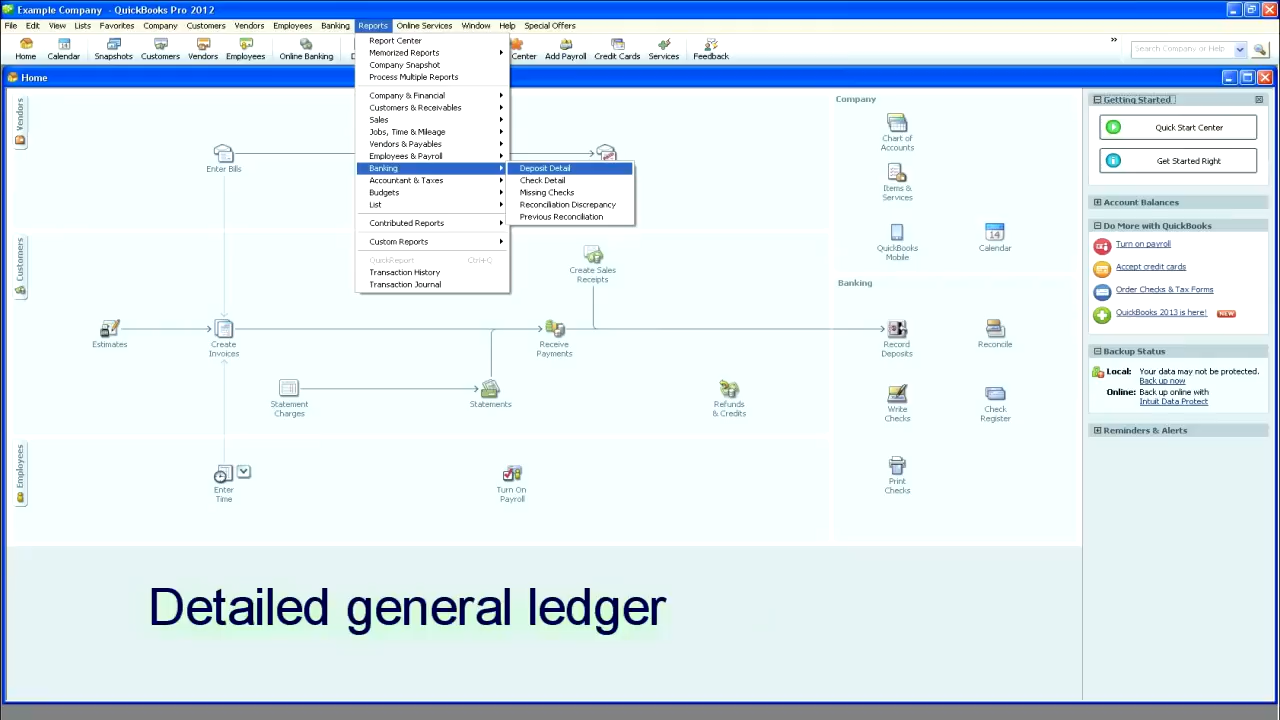 Example Company - QuickBooks Pro 2012
File Edit View Lists Favorites Company Customers Vendors Employees Banking Reports Online Services Window Help Special Offers
Home Calendar Snapshots Customers Vendors Employees Online Banking D Center Add Payroll Credit Cards Services Feedback
Search Company or Help
Home
Report Center
Memorized Reports
Company Snapshot
Process Multiple Reports
Company & Financial
Customers & Receivables
Sales
Jobs, Time & Mileage
Vendors & Payables
Employees & Payroll
Banking
Accountant & Taxes
Budgets
List
Contributed Reports
Custom Reports
QuickReport Ctrl+Q
Transaction History
Transaction Journal
Deposit Detail
Check Detail
Missing Checks
Reconciliation Discrepancy
Previous Reconciliation
Vendors
Enter Bills
Customers
Create Sales
Receipts
Estimates
Create
Invoices
Receive
Payments
Statement
Charges
Statements
Refunds
& Credits
Employees
Enter
Time
Turn On
Payroll
Company
Chart of
Accounts
Items &
Services
QuickBooks
Mobile
14
Calendar
Banking
Record
Deposits
Reconcile
Write
Checks
Check
Register
Print
Checks
Getting Started
Quick Start Center
Get Started Right
Account Balances
Do More with QuickBooks
Turn on payroll
Accept credit cards
Order Checks & Tax Forms
QuickBooks 2013 is here! NEW
Backup Status
Local: Your data may not be protected.
Back up now
Online: Back up online with
Intuit Data Protect
Reminders & Alerts
Detailed general ledger